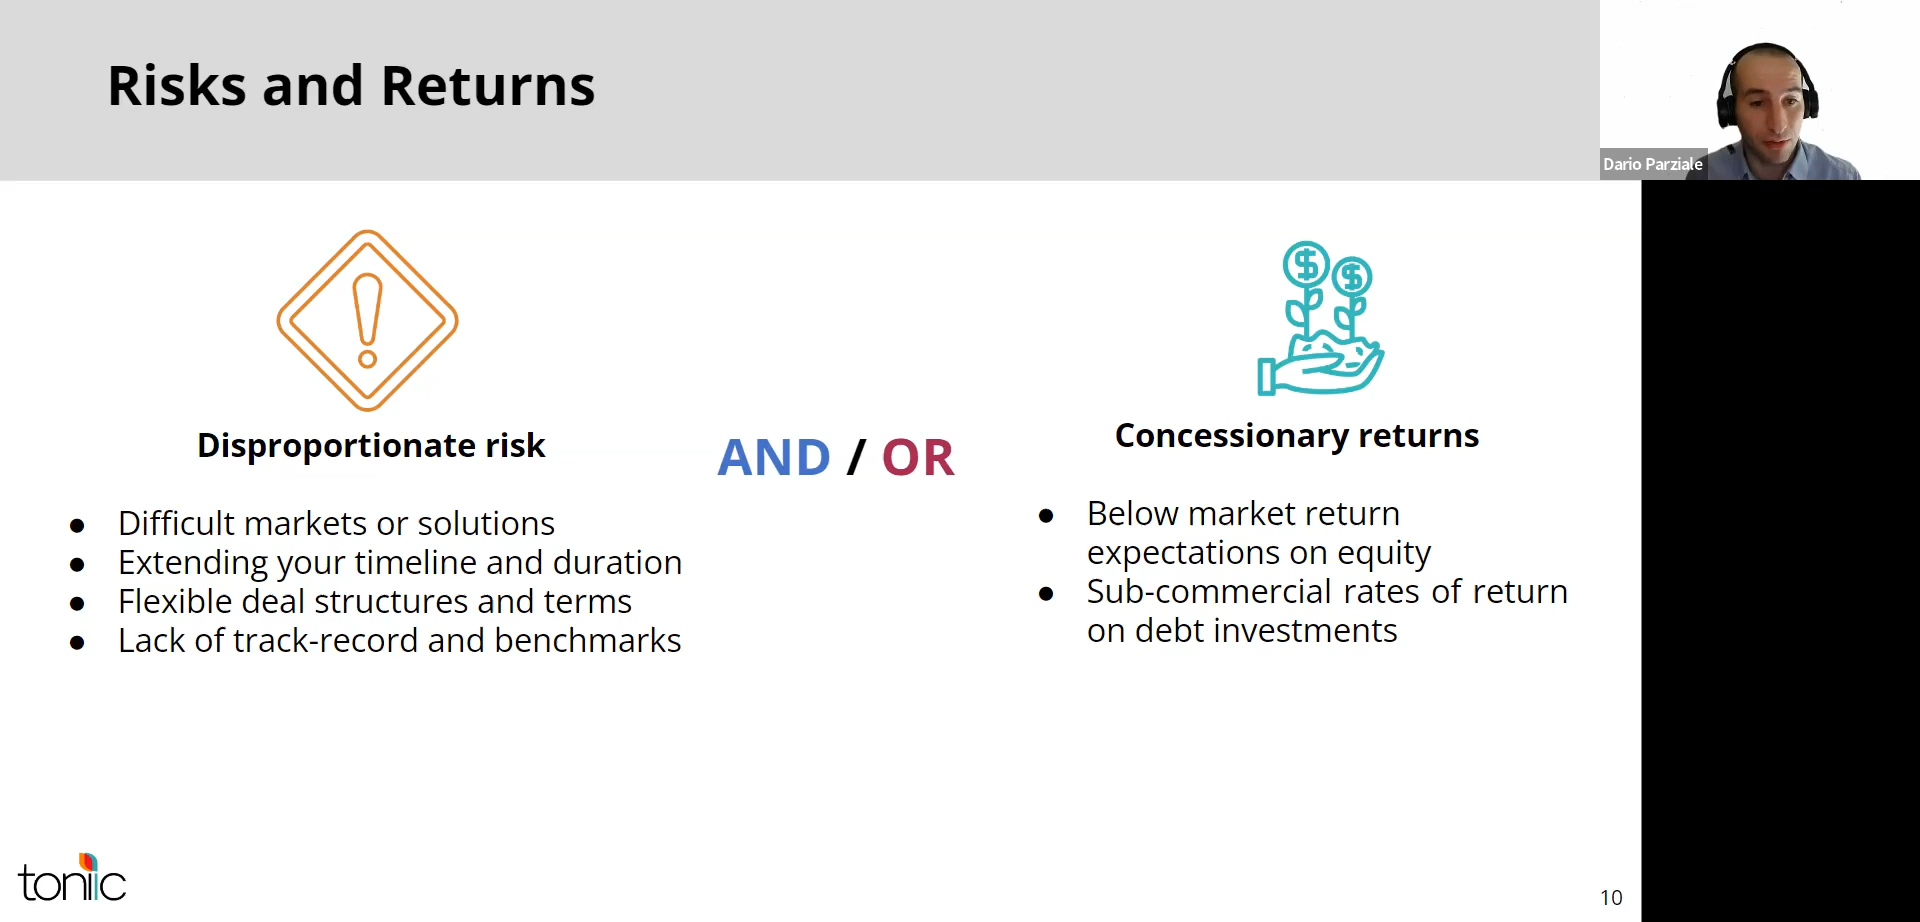 Risks and Returns
Dario Parziale
$ $
Disproportionate risk
AND / OR
Concessionary returns
● Difficult markets or solutions
● Extending your timeline and duration
● Flexible deal structures and terms
● Lack of track-record and benchmarks
● Below market return
expectations on equity
● Sub-commercial rates of return
on debt investments
toniic
10